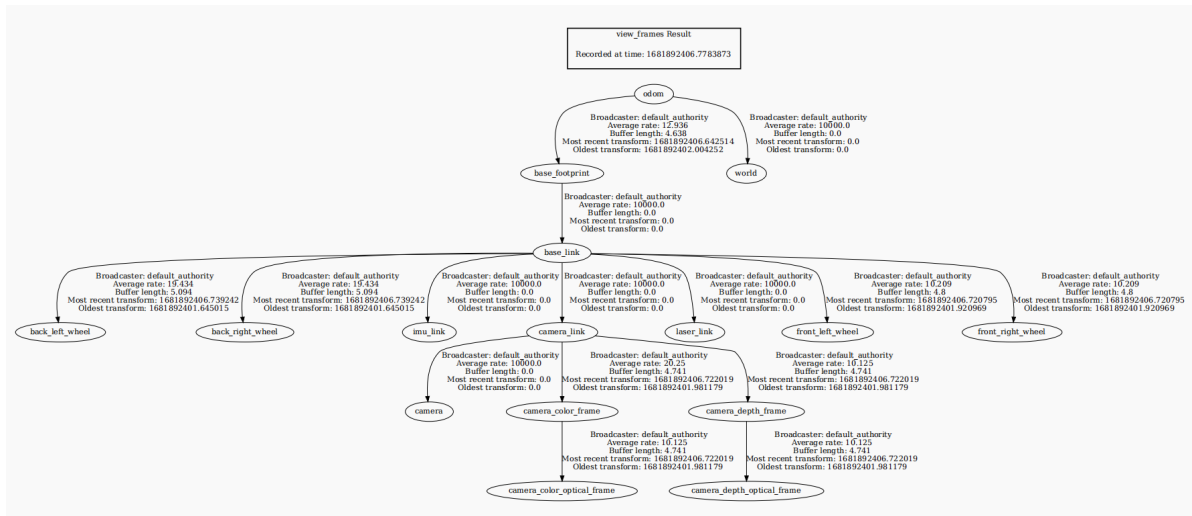 view_frames Result
Recorded at time: 1681892406.7783873
odom
Broadcaster: default_authority
Average rate: 12.936
Buffer length: 4.638
Most recent transform: 1681892406.642514
Oldest transform: 1681892402.004252
Broadcaster: default_authority
Average rate: 10000.0
Buffer length: 0.0
Most recent transform: 0.0
Oldest transform: 0.0
base_footprint
world
Broadcaster: default_authority
Average rate: 10000.0
Buffer length: 0.0
Most recent transform: 0.0
Oldest transform: 0.0
base_link
Broadcaster: default_authority
Average rate: 19.434
Buffer length: 5.094
Most recent transform: 1681892406.739242
Oldest transform: 1681892401.645015
Broadcaster: default_authority
Average rate: 19.434
Buffer length: 5.094
Most recent transform: 1681892406.739242
Oldest transform: 1681892401.645015
Broadcaster: default_authority
Average rate: 10000.0
Buffer length: 0.0
Most recent transform: 0.0
Oldest transform: 0.0
Broadcaster: default_authority
Average rate: 10000.0
Buffer length: 0.0
Most recent transform: 0.0
Oldest transform: 0.0
Broadcaster: default_authority
Average rate: 10000.0
Buffer length: 0.0
Most recent transform: 0.0
Oldest transform: 0.0
Broadcaster: default_authority
Average rate: 10.209
Buffer length: 4.8
Most recent transform: 1681892406.720795
Oldest transform: 1681892401.920969
Broadcaster: default_authority
Average rate: 10.209
Buffer length: 4.8
Most recent transform: 1681892406.720795
Oldest transform: 1681892401.920969
back_left_wheel
back_right_wheel
imu_link
camera_link
laser_link
front_left_wheel
front_right_wheel
Broadcaster: default_authority
Average rate: 10000.0
Buffer length: 0.0
Most recent transform: 0.0
Oldest transform: 0.0
Broadcaster: default_authority
Average rate: 20.25
Buffer length: 4.741
Most recent transform: 1681892406.722019
Oldest transform: 1681892401.981179
Broadcaster: default_authority
Average rate: 10.125
Buffer length: 4.741
Most recent transform: 1681892406.722019
Oldest transform: 1681892401.981179
camera
camera_color_frame
camera_depth_frame
Broadcaster: default_authority
Average rate: 10.125
Buffer length: 4.741
Most recent transform: 1681892406.722019
Oldest transform: 1681892401.981179
Broadcaster: default_authority
Average rate: 10.125
Buffer length: 4.741
Most recent transform: 1681892406.722019
Oldest transform: 1681892401.981179
camera_color_optical_frame
camera_depth_optical_frame